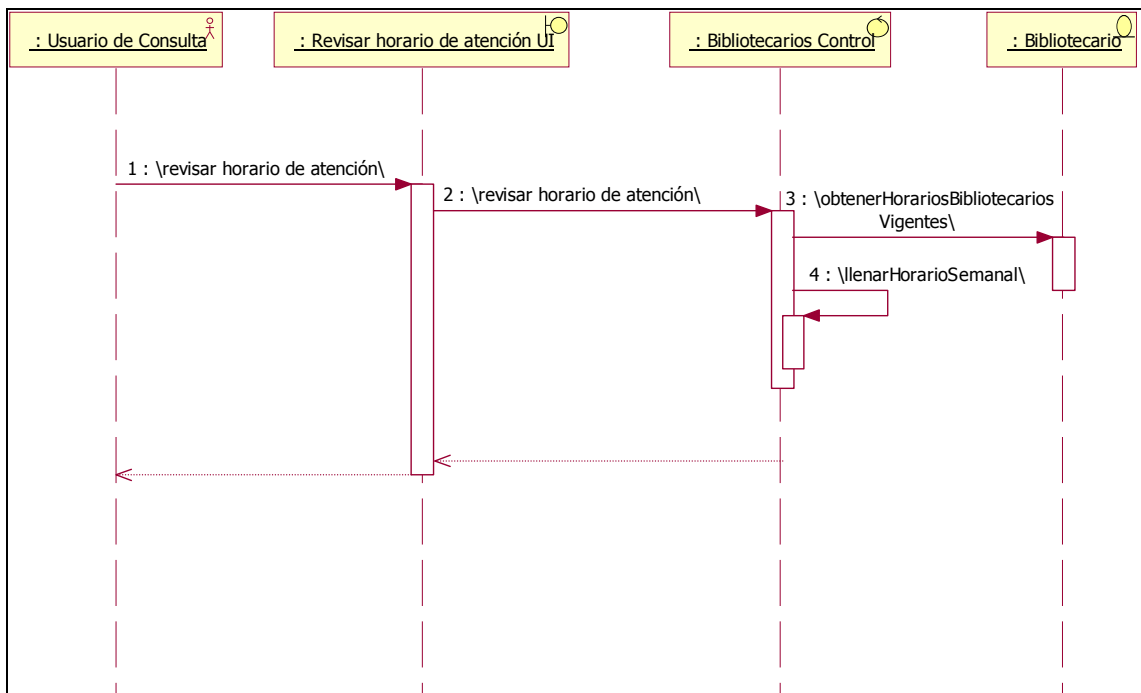 : Usuario de Consulta
: Revisar horario de atención UI
: Bibliotecarios Control
: Bibliotecario
1 : \revisar horario de atención\
2 : \revisar horario de atención\
3 : \obtenerHorariosBibliotecarios
Vigentes\
4 : \llenarHorarioSemanal\